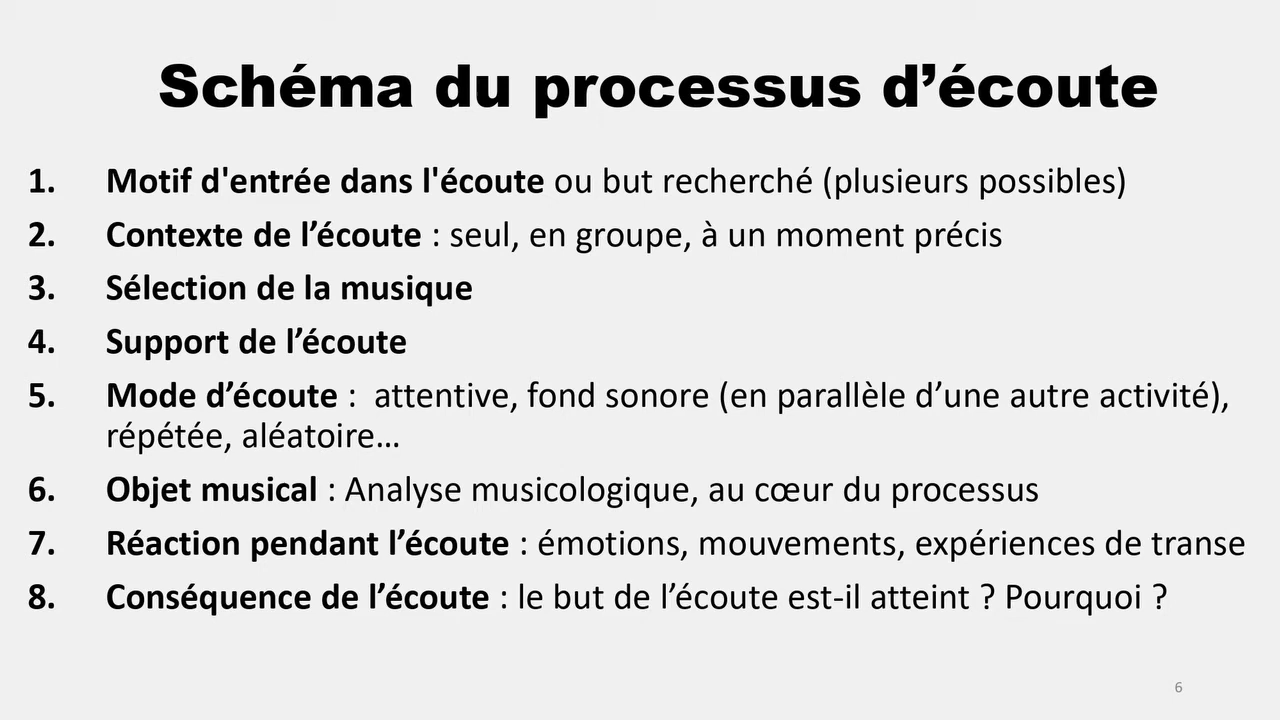 Schéma du processus d’écoute
1. Motif d'entrée dans l'écoute ou but recherché (plusieurs possibles)
2. Contexte de l’écoute : seul, en groupe, à un moment précis
3. Sélection de la musique
4. Support de l’écoute
5. Mode d’écoute :  attentive, fond sonore (en parallèle d’une autre activité),
répétée, aléatoire…
6. Objet musical : Analyse musicologique, au cœur du processus
7. Réaction pendant l’écoute : émotions, mouvements, expériences de transe
8. Conséquence de l’écoute : le but de l’écoute est-il atteint ? Pourquoi ?
6